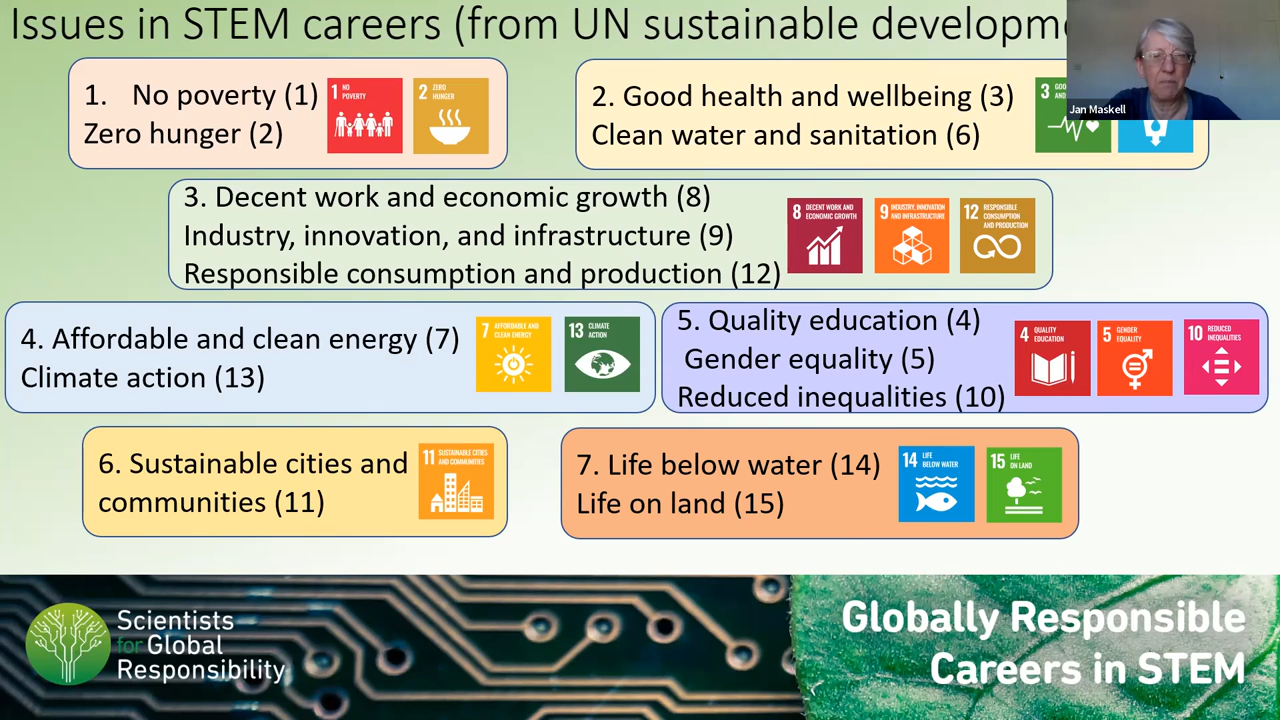 Issues in STEM careers (from UN sustainable developme
Jan Maskell
1. No poverty (1)
Zero hunger (2)
1 NO
POVERTY
2 ZERO
HUNGER
2. Good health and wellbeing (3)
Clean water and sanitation (6)
3 GOO
AND
3. Decent work and economic growth (8)
Industry, innovation, and infrastructure (9)
Responsible consumption and production (12)
8 DECENT WORK AND
ECONOMIC GROWTH
9 INDUSTRY, INNOVATION
AND INFRASTRUCTURE
12 RESPONSIBLE
CONSUMPTION
AND PRODUCTION
4. Affordable and clean energy (7)
Climate action (13)
7 AFFORDABLE AND
CLEAN ENERGY
13 CLIMATE
ACTION
5. Quality education (4)
Gender equality (5)
Reduced inequalities (10)
4 QUALITY
EDUCATION
5 GENDER
EQUALITY
10 REDUCED
INEQUALITIES
6. Sustainable cities and
communities (11)
11 SUSTAINABLE CITIES
AND COMMUNITIES
7. Life below water (14)
Life on land (15)
14 LIFE
BELOW WATER
15 LIFE
ON LAND
Scientists
for Global
Responsibility
Globally Responsible
Careers in STEM